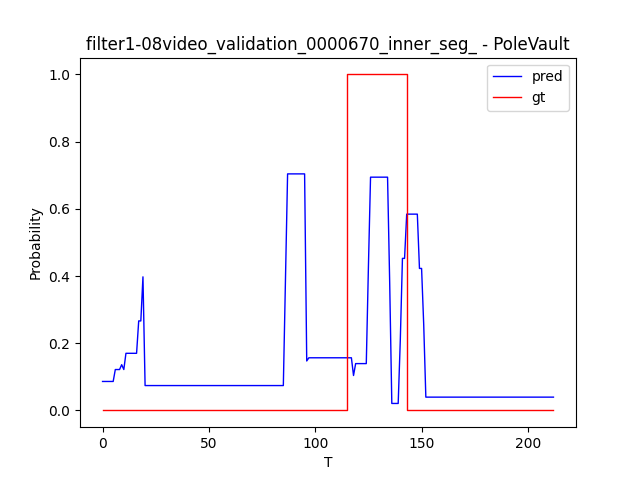 filter1-08video_validation_0000670_inner_seg_ - PoleVault
pred
gt
1.0
0.8
0.6
0.4
0.2
0.0
Probability
0
50
100
150
200
T